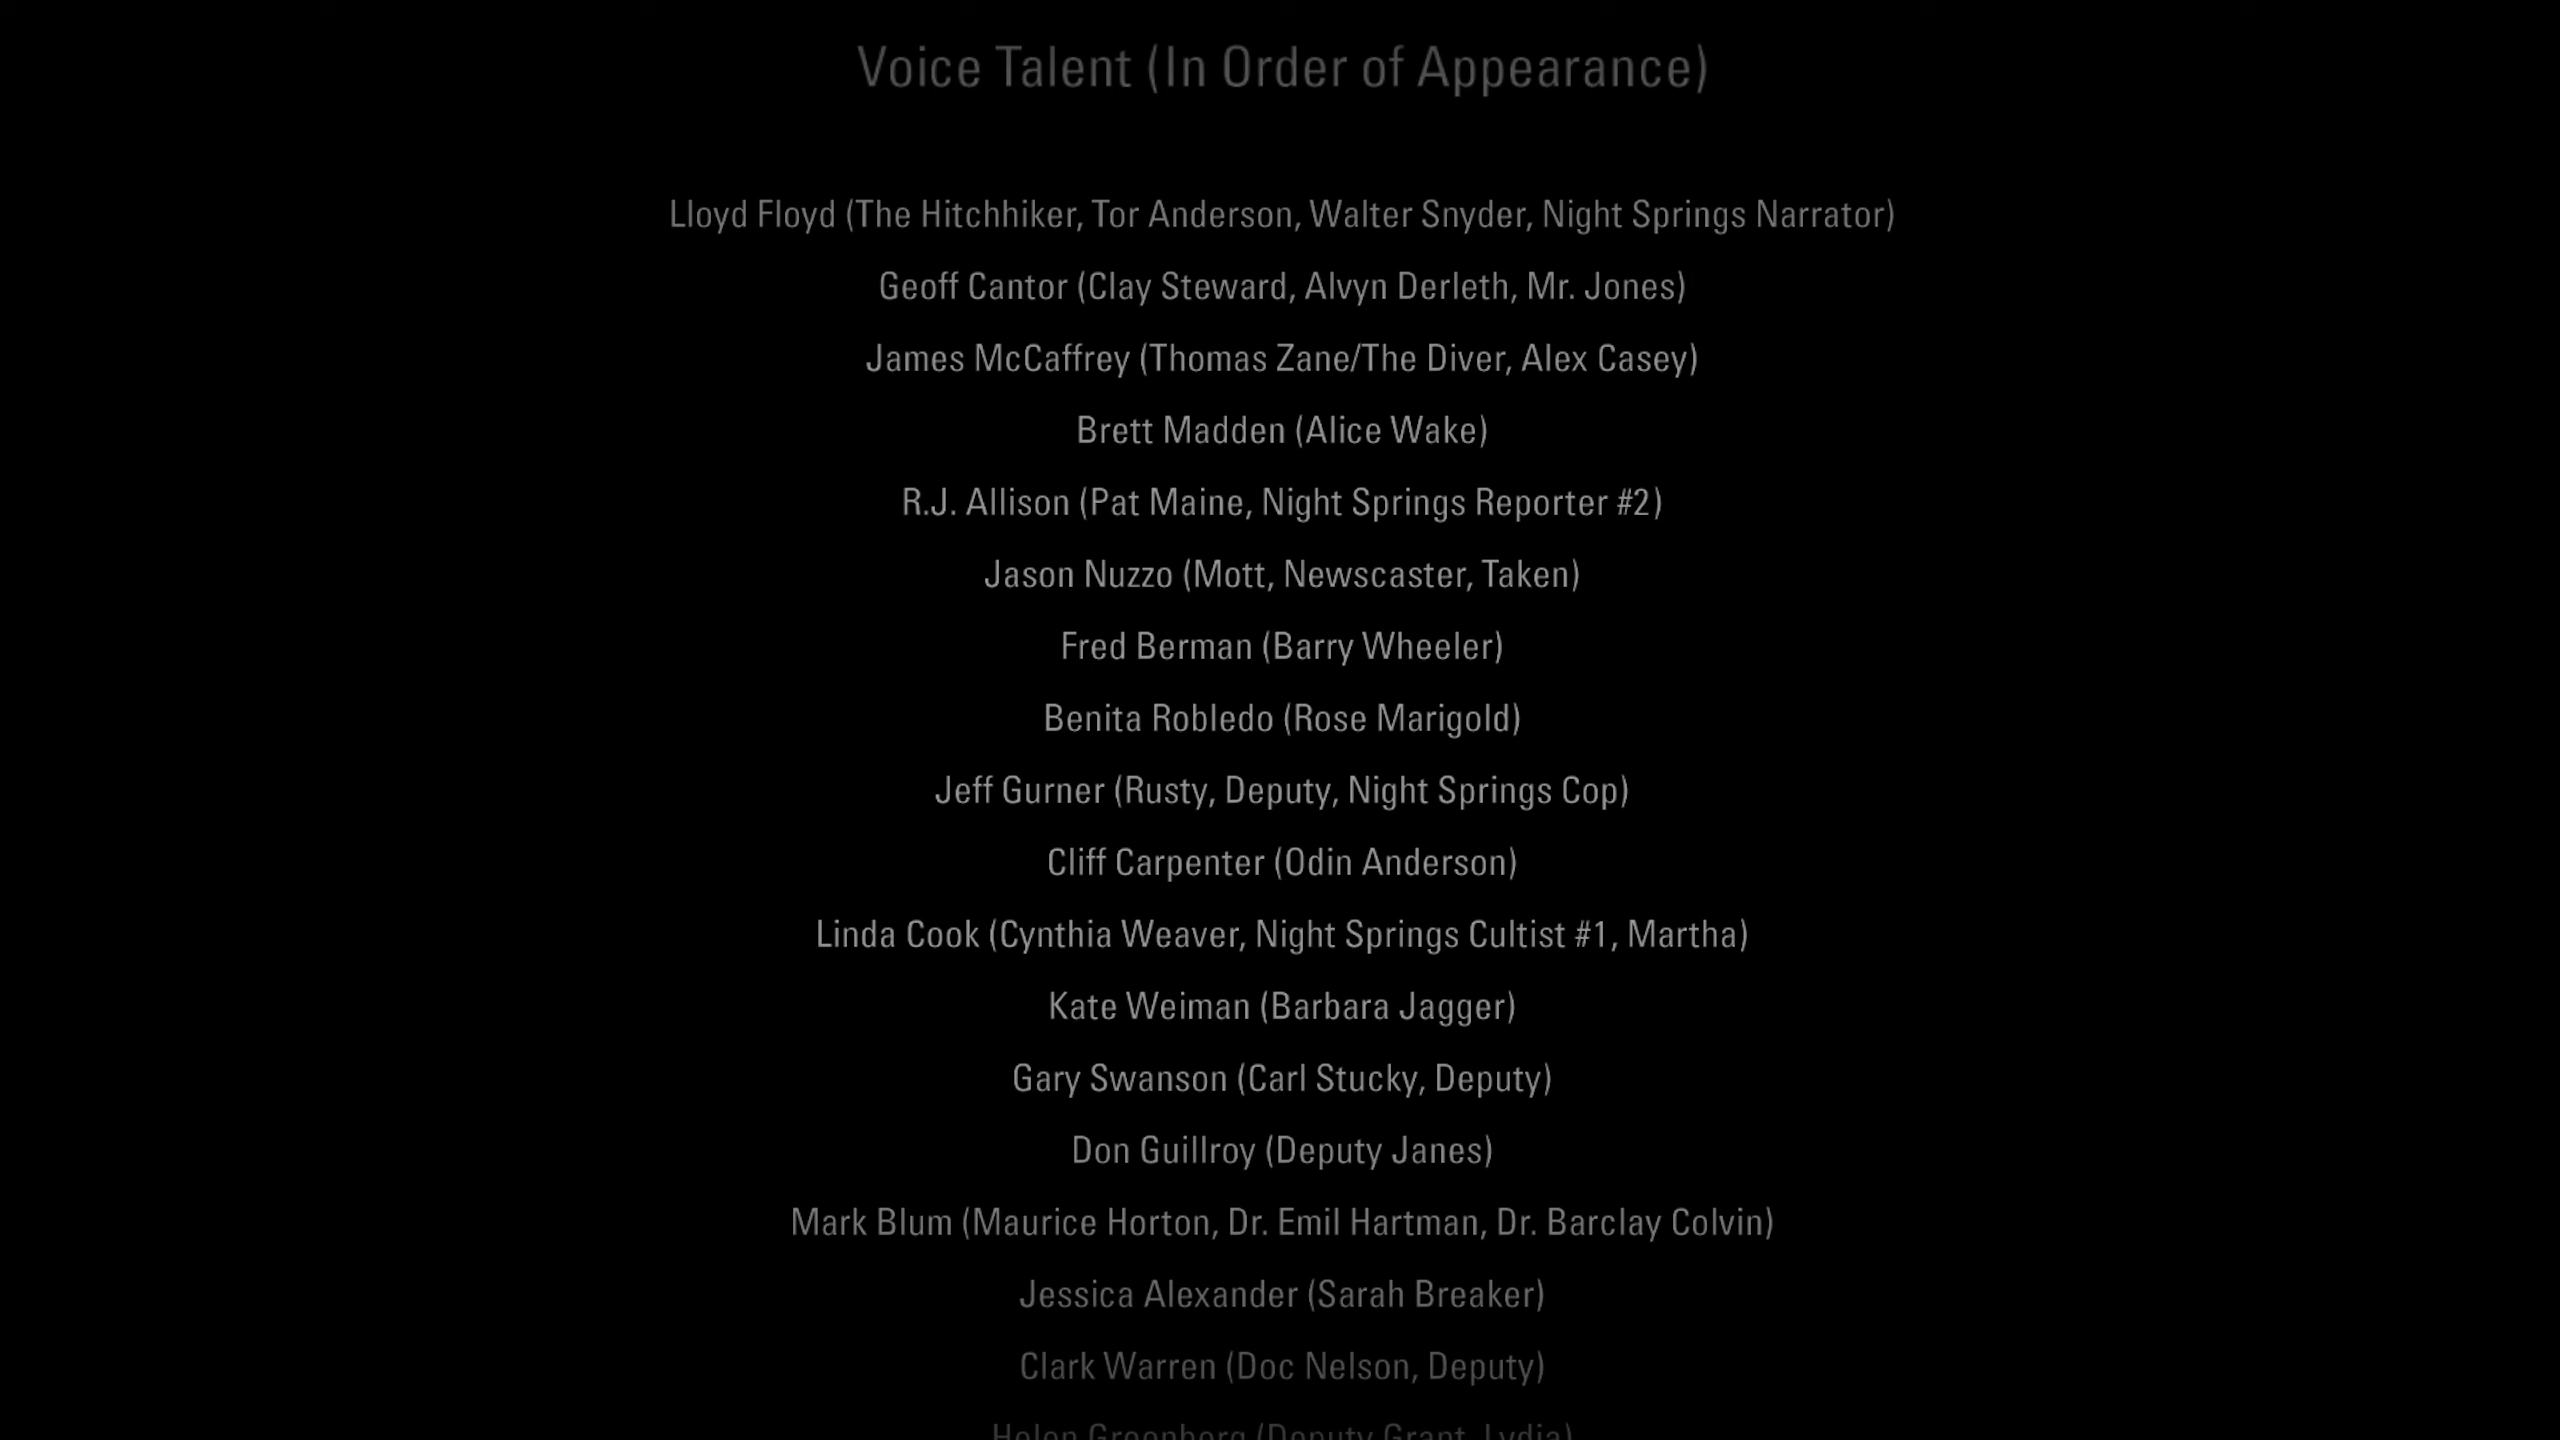 Voice Talent (In Order of Appearance)
Lloyd Floyd (The Hitchhiker, Tor Anderson, Walter Snyder, Night Springs Narrator)
Geoff Cantor (Clay Steward, Alvyn Derleth, Mr. Jones)
James McCaffrey (Thomas Zane/The Diver, Alex Casey)
Brett Madden (Alice Wake)
R.J. Allison (Pat Maine, Night Springs Reporter #2)
Jason Nuzzo (Mott, Newscaster, Taken)
Fred Berman (Barry Wheeler)
Benita Robledo (Rose Marigold)
Jeff Gurner (Rusty, Deputy, Night Springs Cop)
Cliff Carpenter (Odin Anderson)
Linda Cook (Cynthia Weaver, Night Springs Cultist #1, Martha)
Kate Weiman (Barbara Jagger)
Gary Swanson (Carl Stucky, Deputy)
Don Guillroy (Deputy Janes)
Mark Blum (Maurice Horton, Dr. Emil Hartman, Dr. Barclay Colvin)
Jessica Alexander (Sarah Breaker)
Clark Warren (Doc Nelson, Deputy)
Helen Greenberg (Deputy Grant, Lydia)